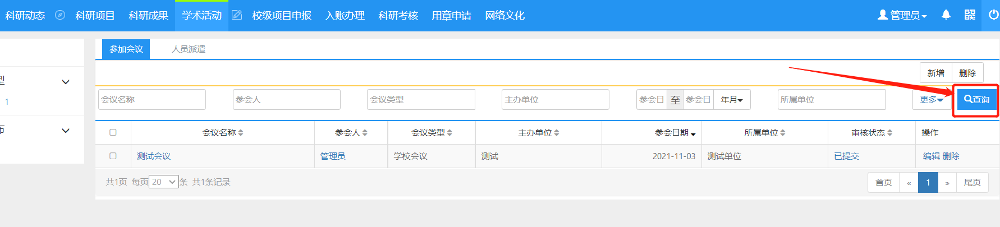 科研动态 科研项目 科研成果 学术活动 校级项目申报 入账办理 科研考核 用章申请 网络文化 管理员
参加会议 人员派遣
新增 删除
型
1
币
会议名称 参会人 会议类型 主办单位 参会日 至 参会日 年月 所属单位 更多 查询
会议名称 参会人 会议类型 主办单位 参会日期 所属单位 审核状态 操作
测试会议 管理员 学校会议 测试 2021-11-03 测试单位 已提交 编辑 删除
共1页 每页 20 条 共1条记录 首页 « 1 » 尾页